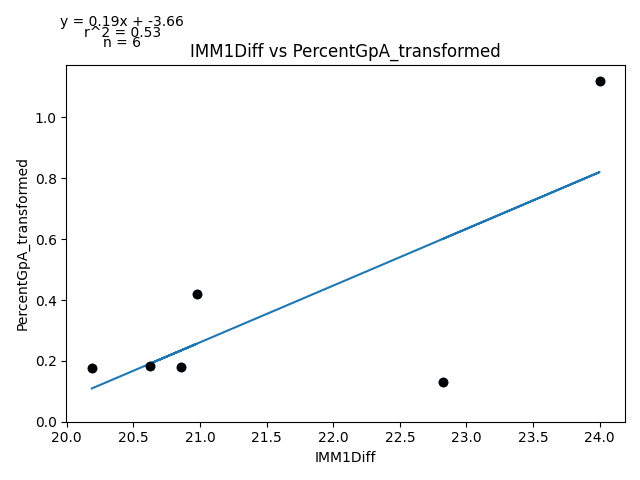 y = 0.19x + -3.66
r^2 = 0.53
n = 6
IMM1Diff vs PercentGpA_transformed
PercentGpA_transformed
1.0
0.8
0.6
0.4
0.2
0.0
20.0 20.5 21.0 21.5 22.0 22.5 23.0 23.5 24.0
IMM1Diff